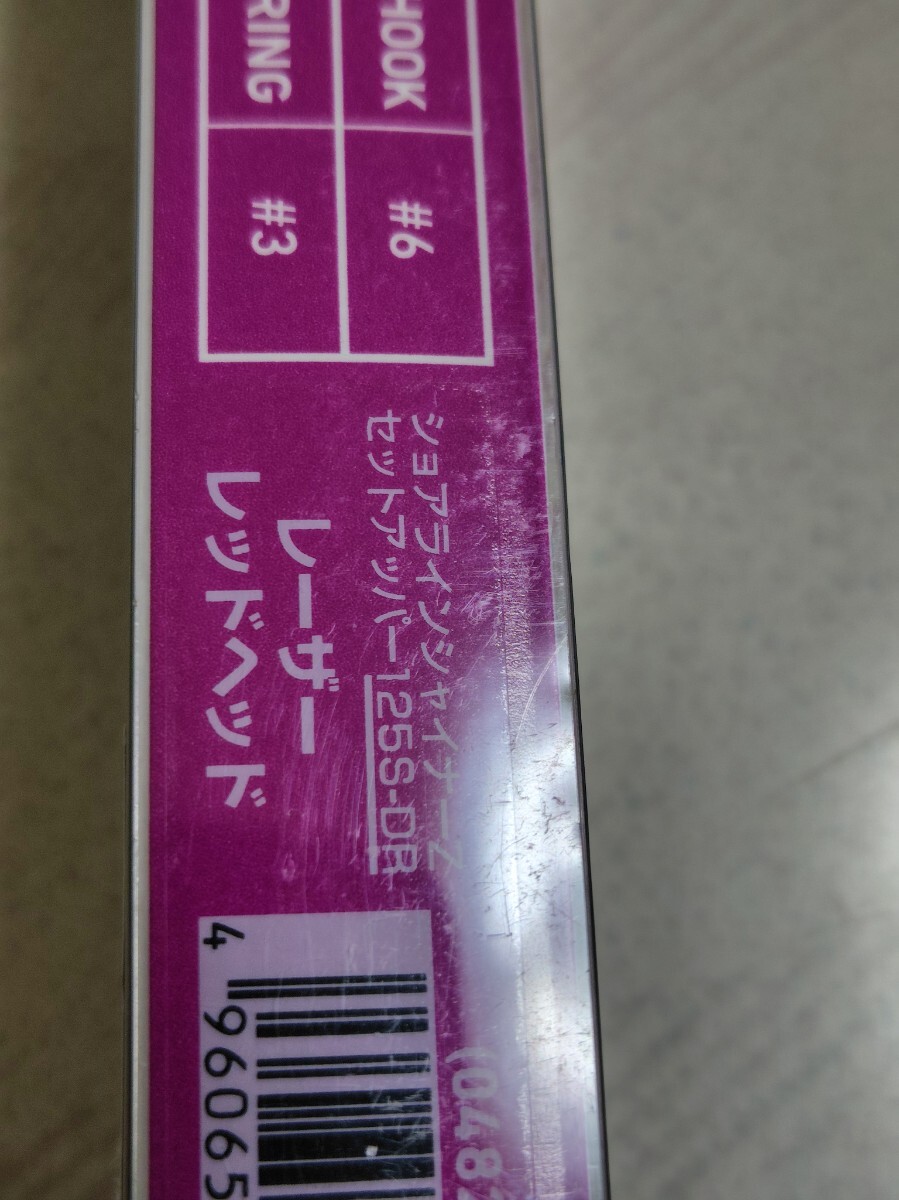 HOOK #6
RING #3
ショアラインシャイナーZ
セットアッパー125S-DR
レーザー
レッドヘッド
(048
4 96065